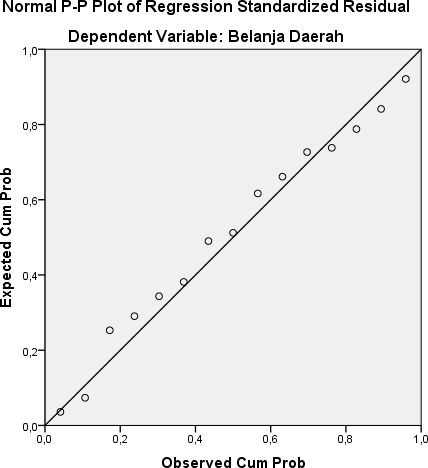 Normal P-P Plot of Regression Standardized Residual
Dependent Variable: Belanja Daerah
1,0
0,8
0,6
0,4
0,2
0,0
Expected Cum Prob
0,0 0,2 0,4 0,6 0,8 1,0
Observed Cum Prob